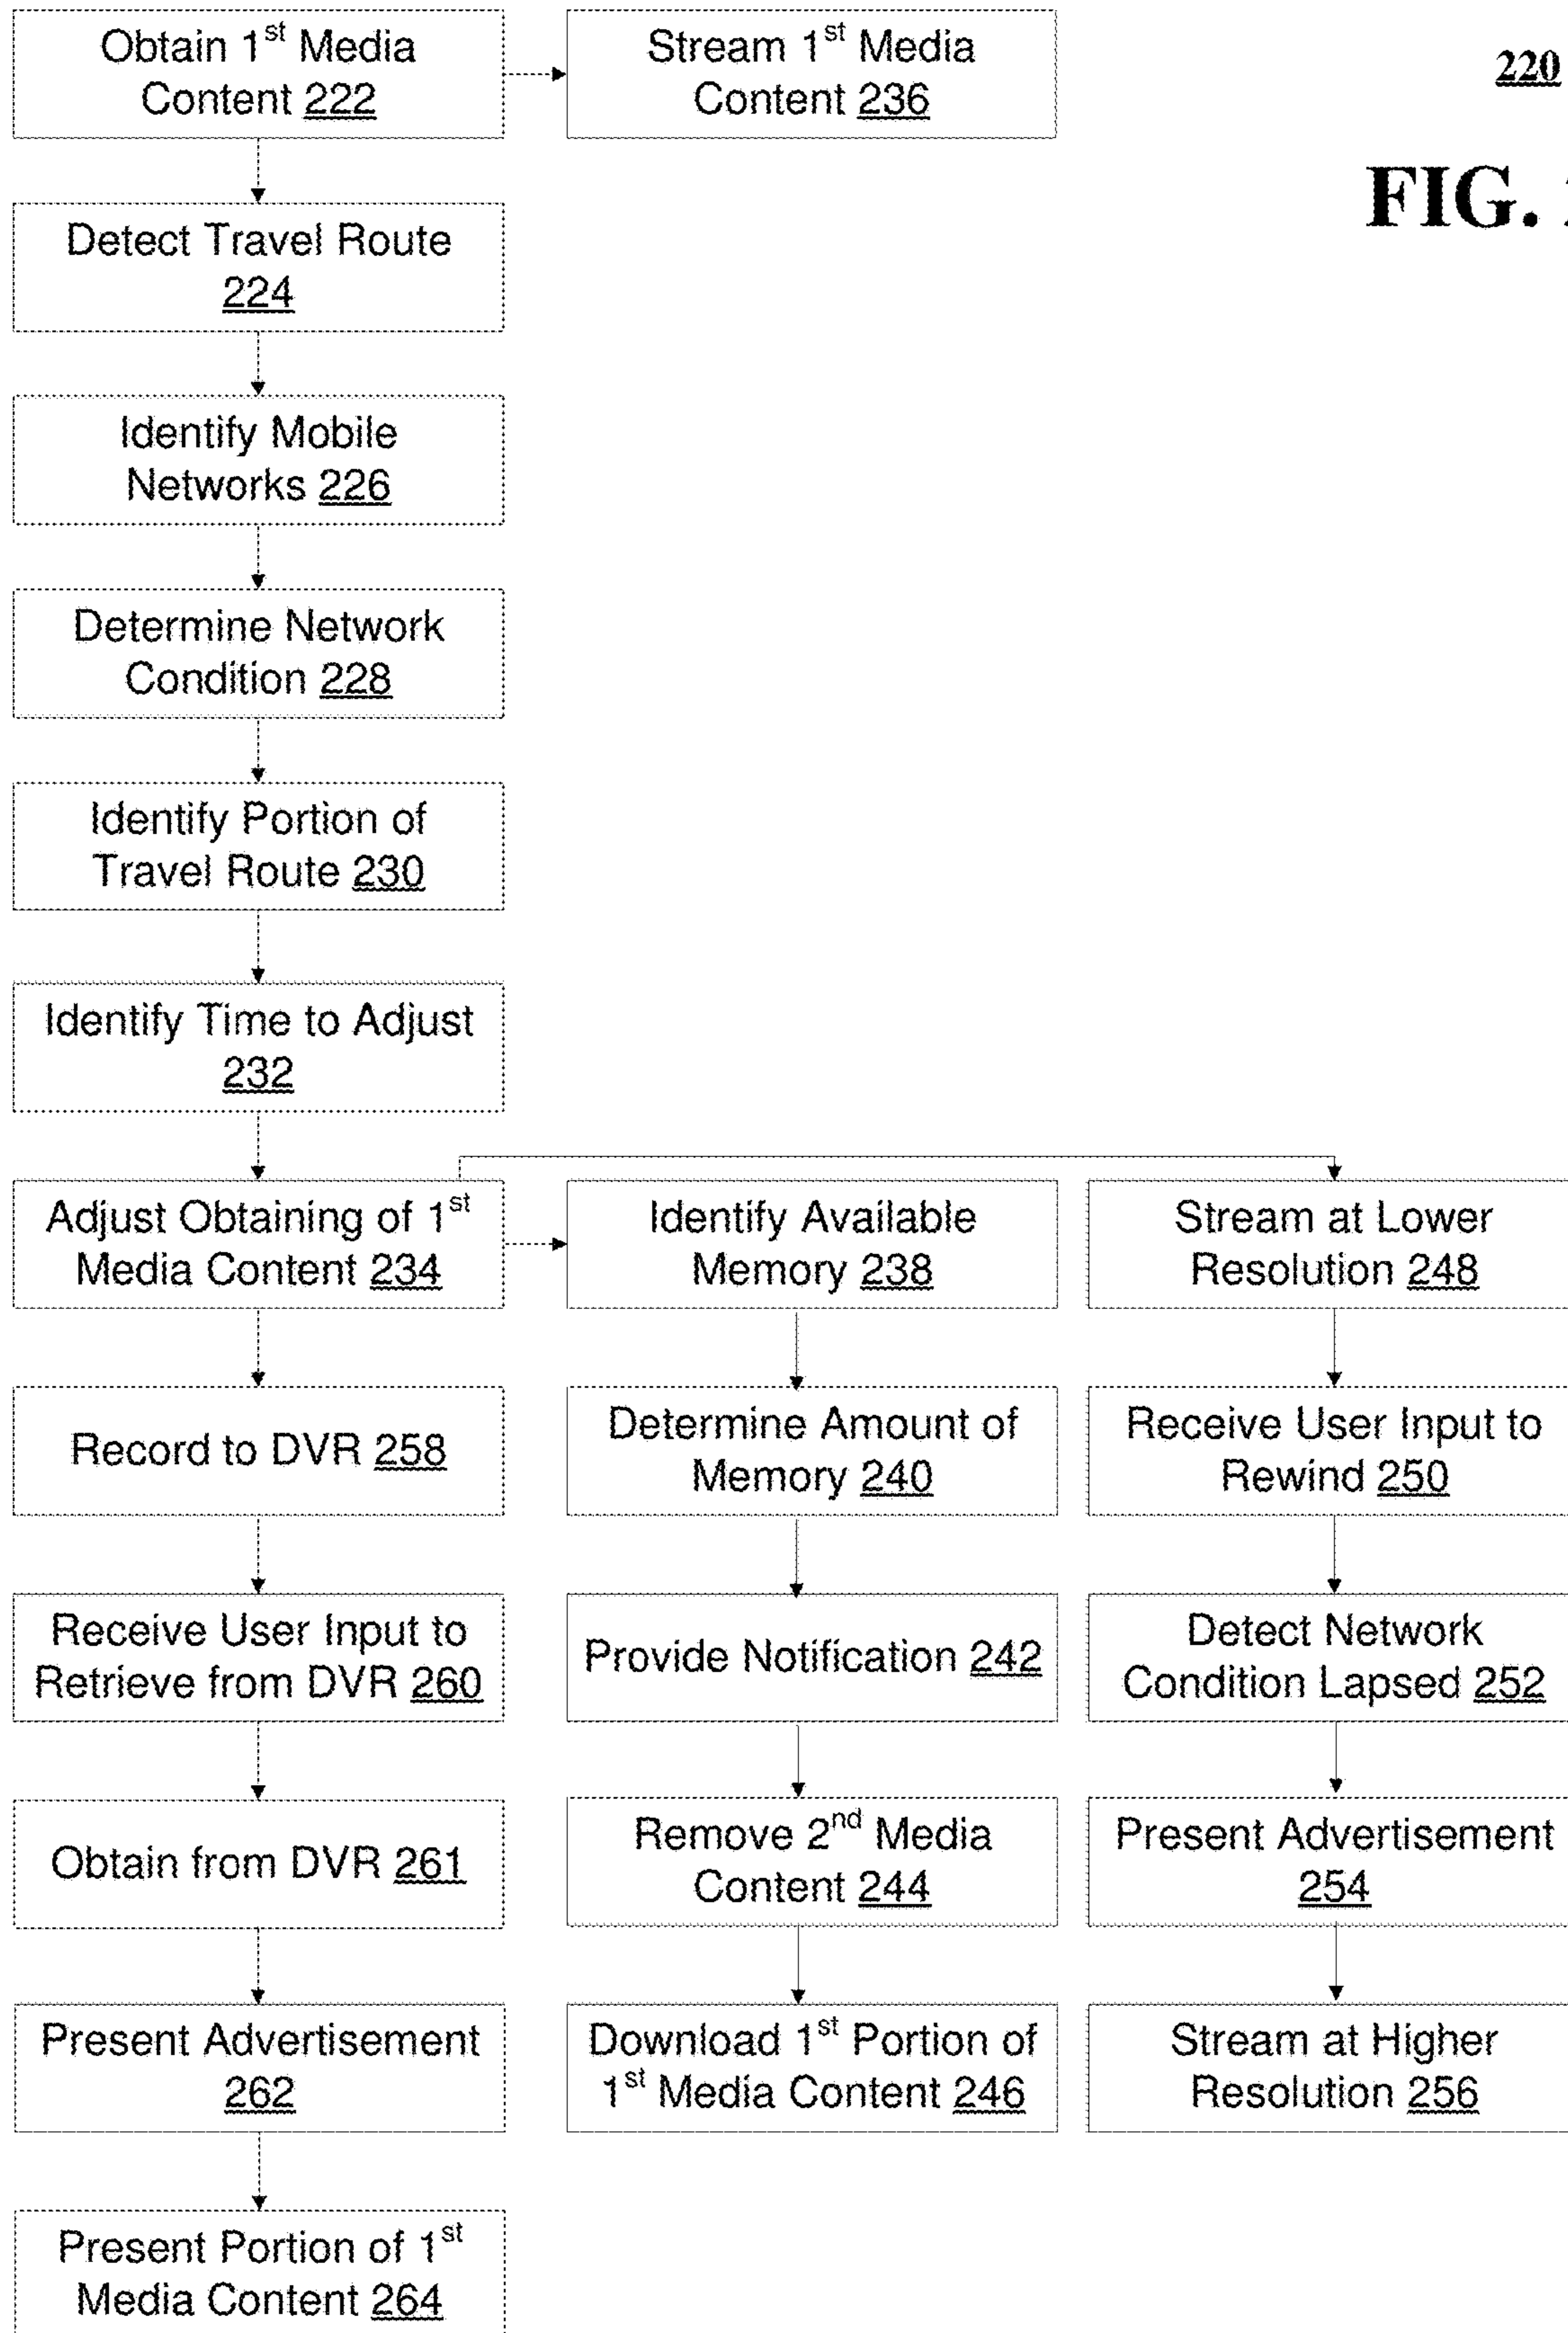 Obtain 1st Media
Content 222
Stream 1st Media
Content 236
220
FIG.
Detect Travel Route
224
Identify Mobile
Networks 226
Determine Network
Condition 228
Identify Portion of
Travel Route 230
Identify Time to Adjust
232
Adjust Obtaining of 1st
Media Content 234
Identify Available
Memory 238
Stream at Lower
Resolution 248
Record to DVR 258
Determine Amount of
Memory 240
Receive User Input to
Rewind 250
Receive User Input to
Retrieve from DVR 260
Provide Notification 242
Detect Network
Condition Lapsed 252
Obtain from DVR 261
Remove 2nd Media
Content 244
Present Advertisement
254
Present Advertisement
262
Download 1st Portion of
1st Media Content 246
Stream at Higher
Resolution 256
Present Portion of 1st
Media Content 264